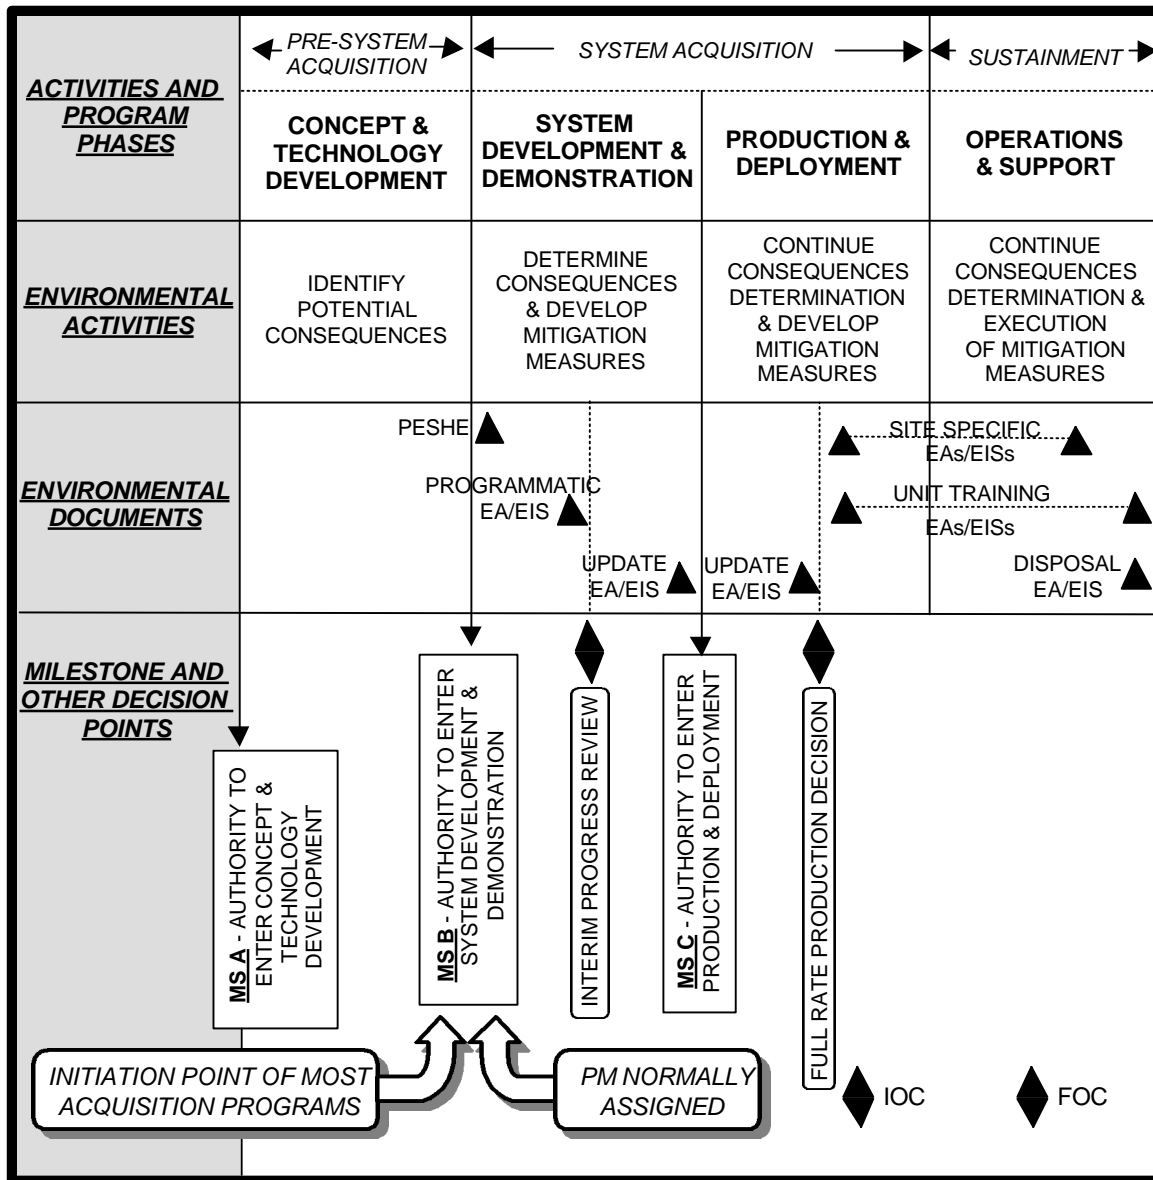 ACTIVITIES AND
PROGRAM
PHASES
PRE-SYSTEM
ACQUISITION
SYSTEM ACQUISITION
SUSTAINMENT
CONCEPT &
TECHNOLOGY
DEVELOPMENT
SYSTEM
DEVELOPMENT &
DEMONSTRATION
PRODUCTION &
DEPLOYMENT
OPERATIONS
& SUPPORT
ENVIRONMENTAL
ACTIVITIES
IDENTIFY
POTENTIAL
CONSEQUENCES
DETERMINE
CONSEQUENCES
& DEVELOP
MITIGATION
MEASURES
CONTINUE
CONSEQUENCES
DETERMINATION
& DEVELOP
MITIGATION
MEASURES
CONTINUE
CONSEQUENCES
DETERMINATION &
EXECUTION
OF MITIGATION
MEASURES
ENVIRONMENTAL
DOCUMENTS
PESHE
PROGRAMMATIC
EA/EIS
UPDATE
EA/EIS
UPDATE
EA/EIS
SITE SPECIFIC
EAs/EISs
UNIT TRAINING
EAs/EISs
DISPOSAL
EA/EIS
MILESTONE AND
OTHER DECISION
POINTS
MS A - AUTHORITY TO
ENTER CONCEPT &
TECHNOLOGY
DEVELOPMENT
MS B - AUTHORITY TO ENTER
SYSTEM DEVELOPMENT &
DEMONSTRATION
INTERIM PROGRESS REVIEW
MS C - AUTHORITY TO ENTER
PRODUCTION & DEPLOYMENT
FULL RATE PRODUCTION DECISION
INITIATION POINT OF MOST
ACQUISITION PROGRAMS
PM NORMALLY
ASSIGNED
IOC
FOC